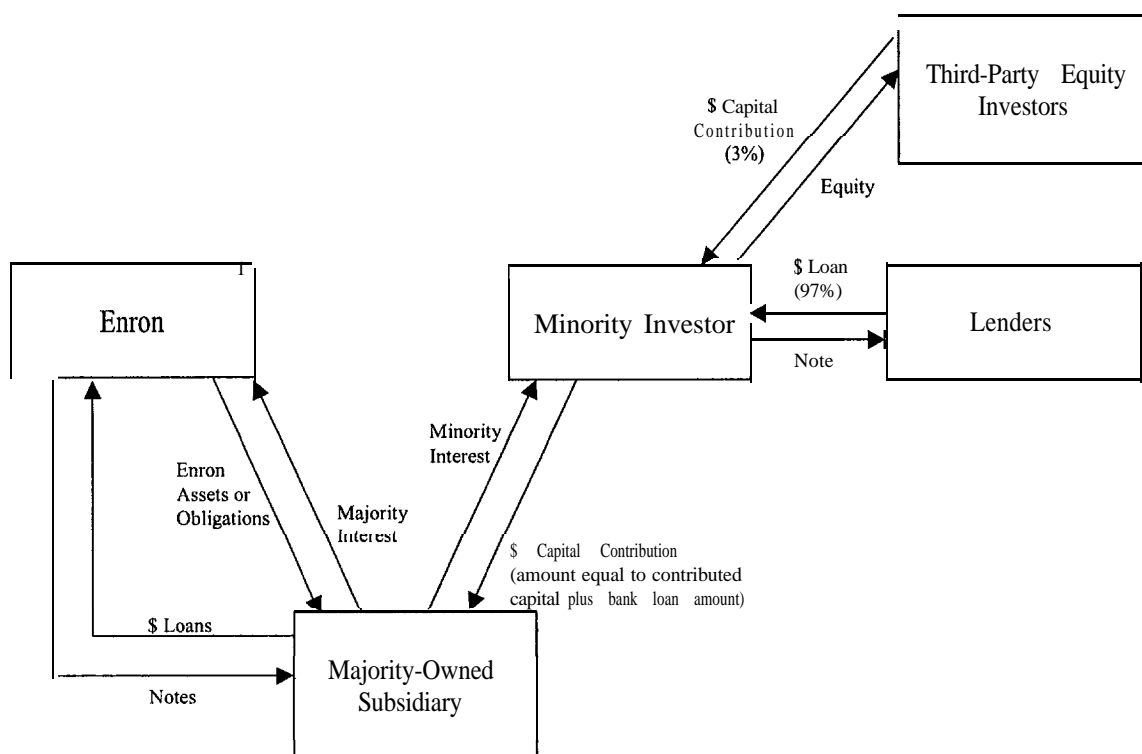 Third-Party Equity
Investors
$ Capital
Contribution
(3%)
Equity
$ Loan
(97%)
Enron
Minority Investor
Lenders
Note
Minority
Interest
Enron
Assets or
Obligations
Majority
Interest
$ Capital Contribution
(amount equal to contributed
capital plus bank loan amount)
$ Loans
Majority-Owned
Subsidiary
Notes